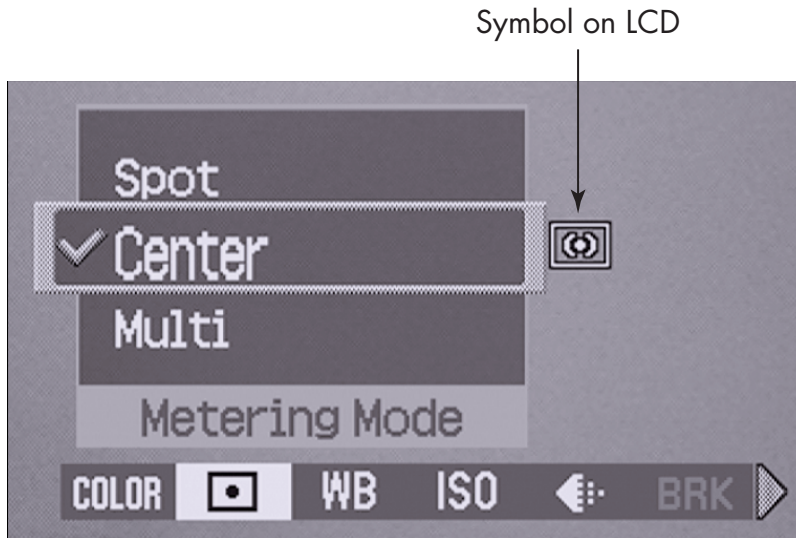 Symbol on LCD
Spot
Center
Multi
Metering Mode
COLOR WB ISO BRK